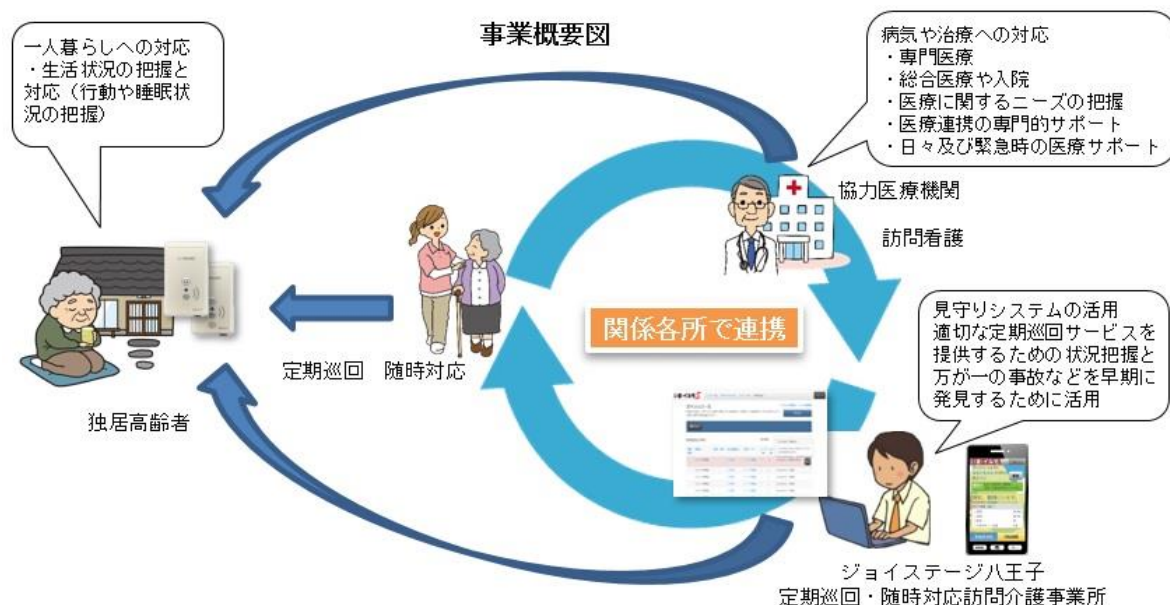 事業概要図
一人暮らしへの対応
・生活状況の把握と
対応（行動や睡眠状
況の把握）
病気や治療への対応
・専門医療
・総合医療や入院
・医療に関するニーズの把握
・医療連携の専門的サポート
・日々及び緊急時の医療サポート
協力医療機関
訪問看護
関係各所で連携
定期巡回　随時対応
独居高齢者
見守りシステムの活用
適切な定期巡回サービスを
提供するための状況把握と
万が一の事故などを早期に
発見するために活用
ジョイステージ八王子
定期巡回・随時対応訪問介護事業所